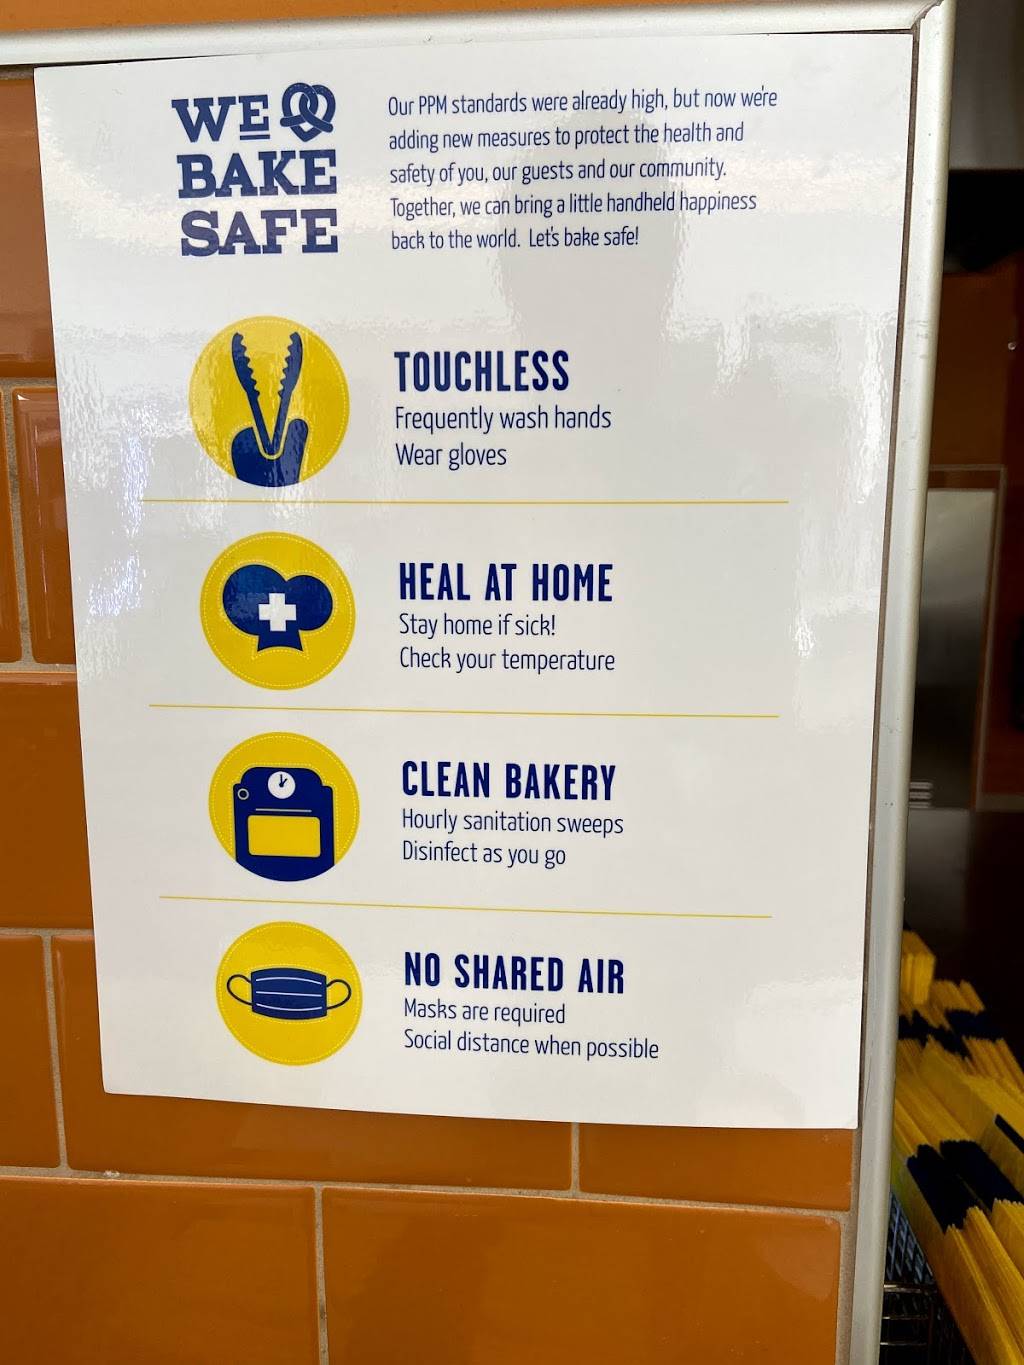 WE
BAKE
SAFE
Our PPM standards were already high, but now we're
adding new measures to protect the health and
safety of you, our guests and our community.
Together, we can bring a little handheld happiness
back to the world. Let's bake safe!
TOUCHLESS
Frequently wash hands
Wear gloves
HEAL AT HOME
Stay home if sick!
Check your temperature
CLEAN BAKERY
Hourly sanitation sweeps
Disinfect as you go
NO SHARED AIR
Masks are required
Social distance when possible